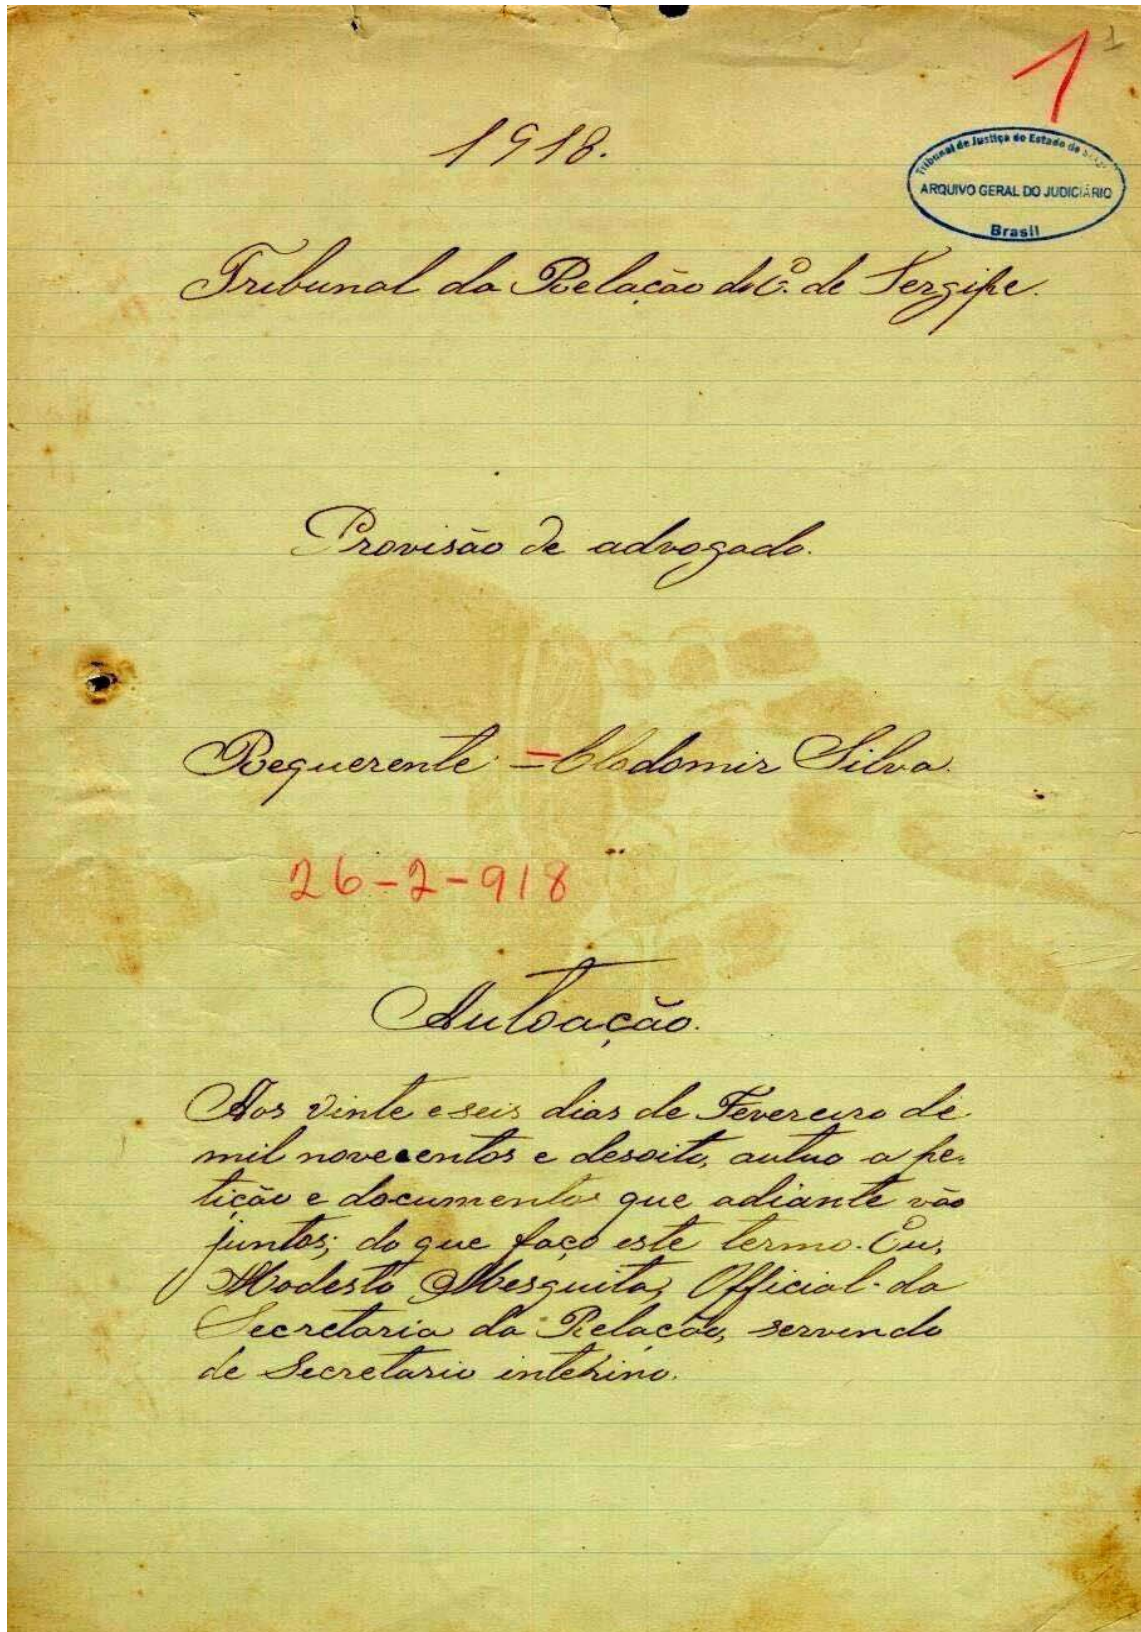 1
1
1918.
Tribunal de Justiça do Estado de
ARQUIVO GERAL DO JUDICIÁRIO
Brasil
Tribunal da Relação do E. de Sergipe.
Provisão de advogado.
Requerente = Clodomir Silva.
26-2-918
Autoação.
Aos vinte e seis dias de Fevereiro de
mil novecentos e desoito, autuo a pe-
tição e documentos que adiante vão
juntos; do que faço este termo. Eu,
Modesto Mesquita, Official da
Secretaria da Relação, servindo
de Secretario interino.